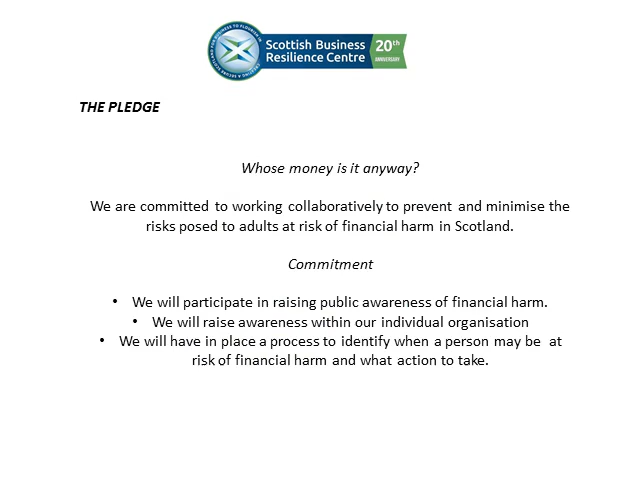 Scottish Business
Resilience Centre
20th
ANNIVERSARY
THE PLEDGE
Whose money is it anyway?
We are committed to working collaboratively to prevent and minimise the
risks posed to adults at risk of financial harm in Scotland.
Commitment
• We will participate in raising public awareness of financial harm.
• We will raise awareness within our individual organisation
• We will have in place a process to identify when a person may be at
risk of financial harm and what action to take.